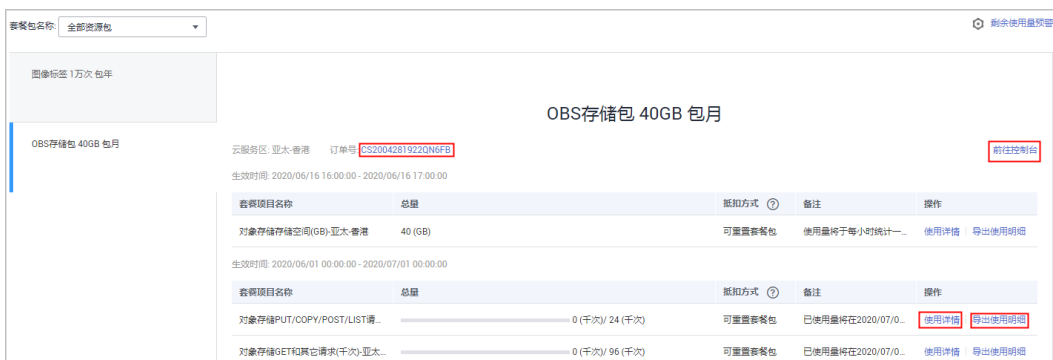 套餐包名称: 全部资源包
剩余使用量预警
图像标签 1万次 包年
OBS存储包 40GB 包月
OBS存储包 40GB 包月
云服务区: 亚太-香港 订单号: CS2004281922QN6FB 前往控制台
生效时间: 2020/06/16 16:00:00 - 2020/06/16 17:00:00
套餐项目名称 总量 抵扣方式 ? 备注 操作
对象存储存储空间(GB)-亚太-香港 40 (GB) 可重置套餐包 使用量将于每小时统计一... 使用详情 导出使用明细
生效时间: 2020/06/01 00:00:00 - 2020/07/01 00:00:00
套餐项目名称 总量 抵扣方式 ? 备注 操作
对象存储PUT/COPY/POST/LIST请... 0 (千次)/ 24 (千次) 可重置套餐包 已使用量将在2020/07/0... 使用详情 导出使用明细
对象存储GET和其它请求(千次)-亚太... 0 (千次)/ 96 (千次) 可重置套餐包 已使用量将在2020/07/0... 使用详情 导出使用明细